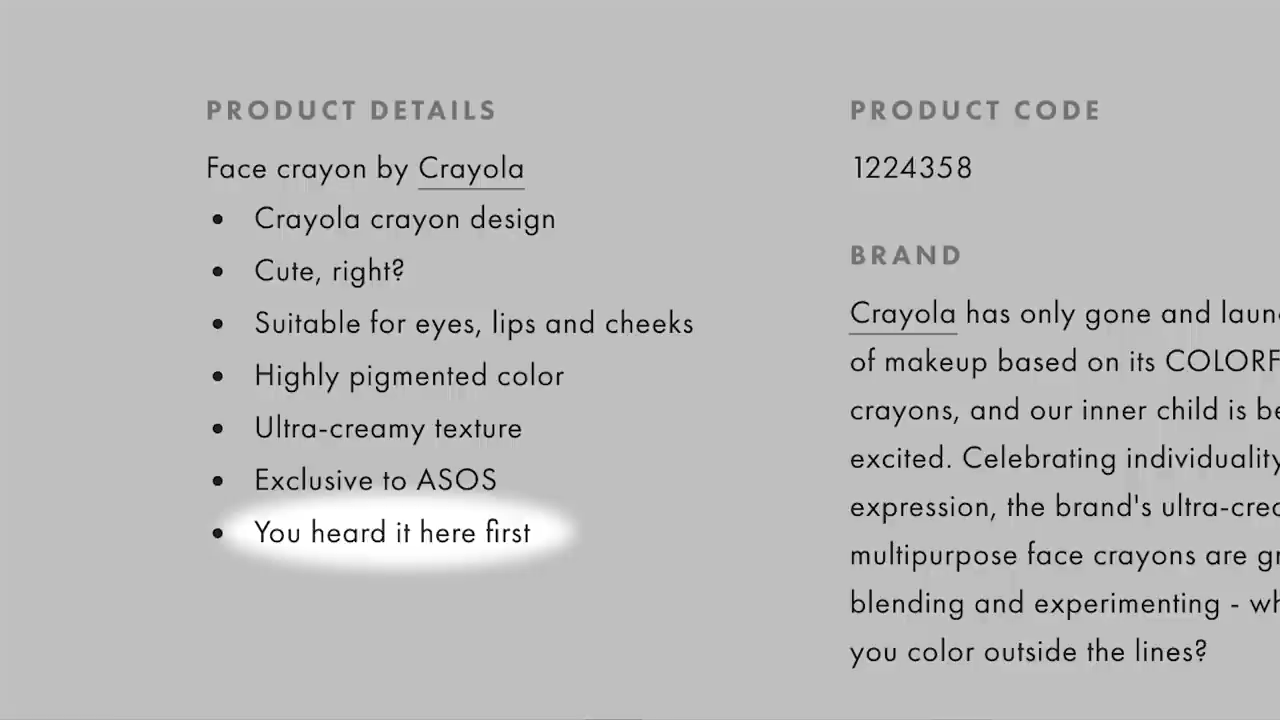 PRODUCT DETAILS
Face crayon by Crayola
Crayola crayon design
Cute, right?
Suitable for eyes, lips and cheeks
Highly pigmented color
Ultra-creamy texture
Exclusive to ASOS
You heard it here first
PRODUCT CODE
1224358
BRAND
Crayola has only gone and
of makeup based on its
crayons, and our inner child is
excited. Celebrating individuality
expression, the brand's
multipurpose face crayons are
blending and experimenting -
you color outside the lines?